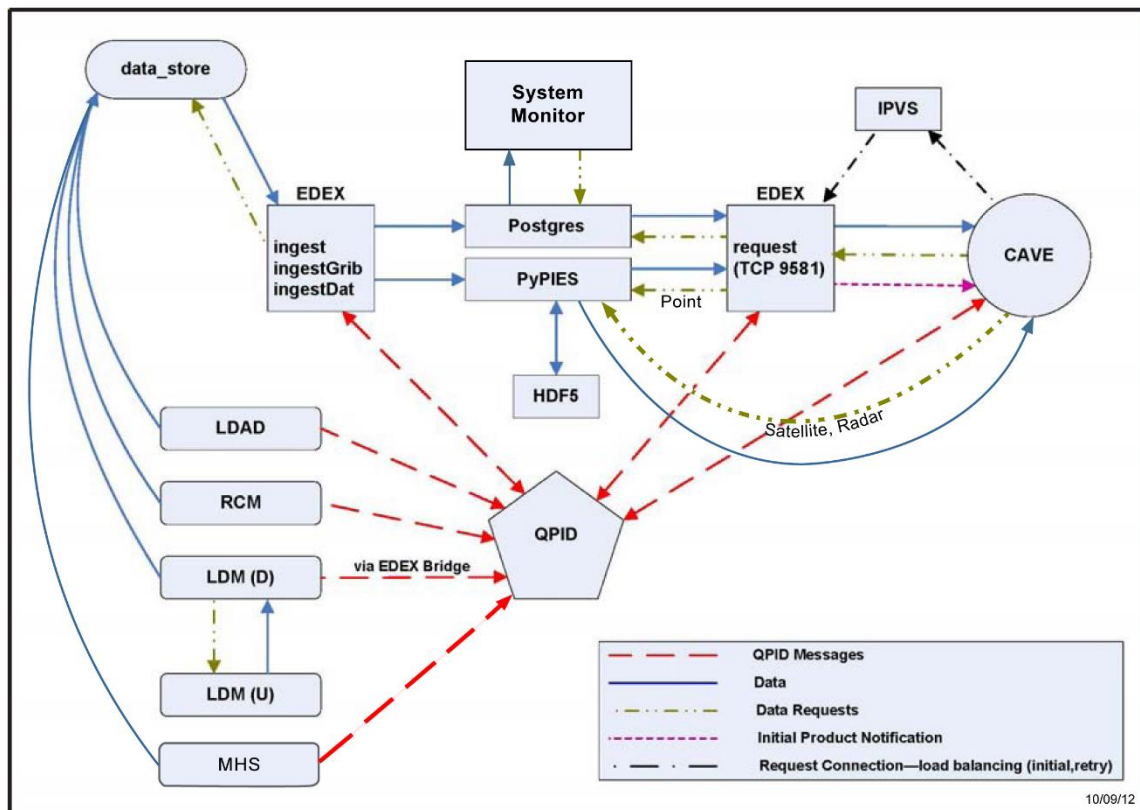 data_store
System
Monitor
IPVS
EDEX
EDEX
ingest
ingestGrib
ingestDat
Postgres
request
(TCP 9581)
CAVE
PyPIES
Point
HDF5
LDAD
Satellite, Radar
RCM
QPID
LDM (D)
via EDEX Bridge
LDM (U)
MHS
QPID Messages
Data
Data Requests
Initial Product Notification
Request Connection—load balancing (initial,retry)
10/09/12